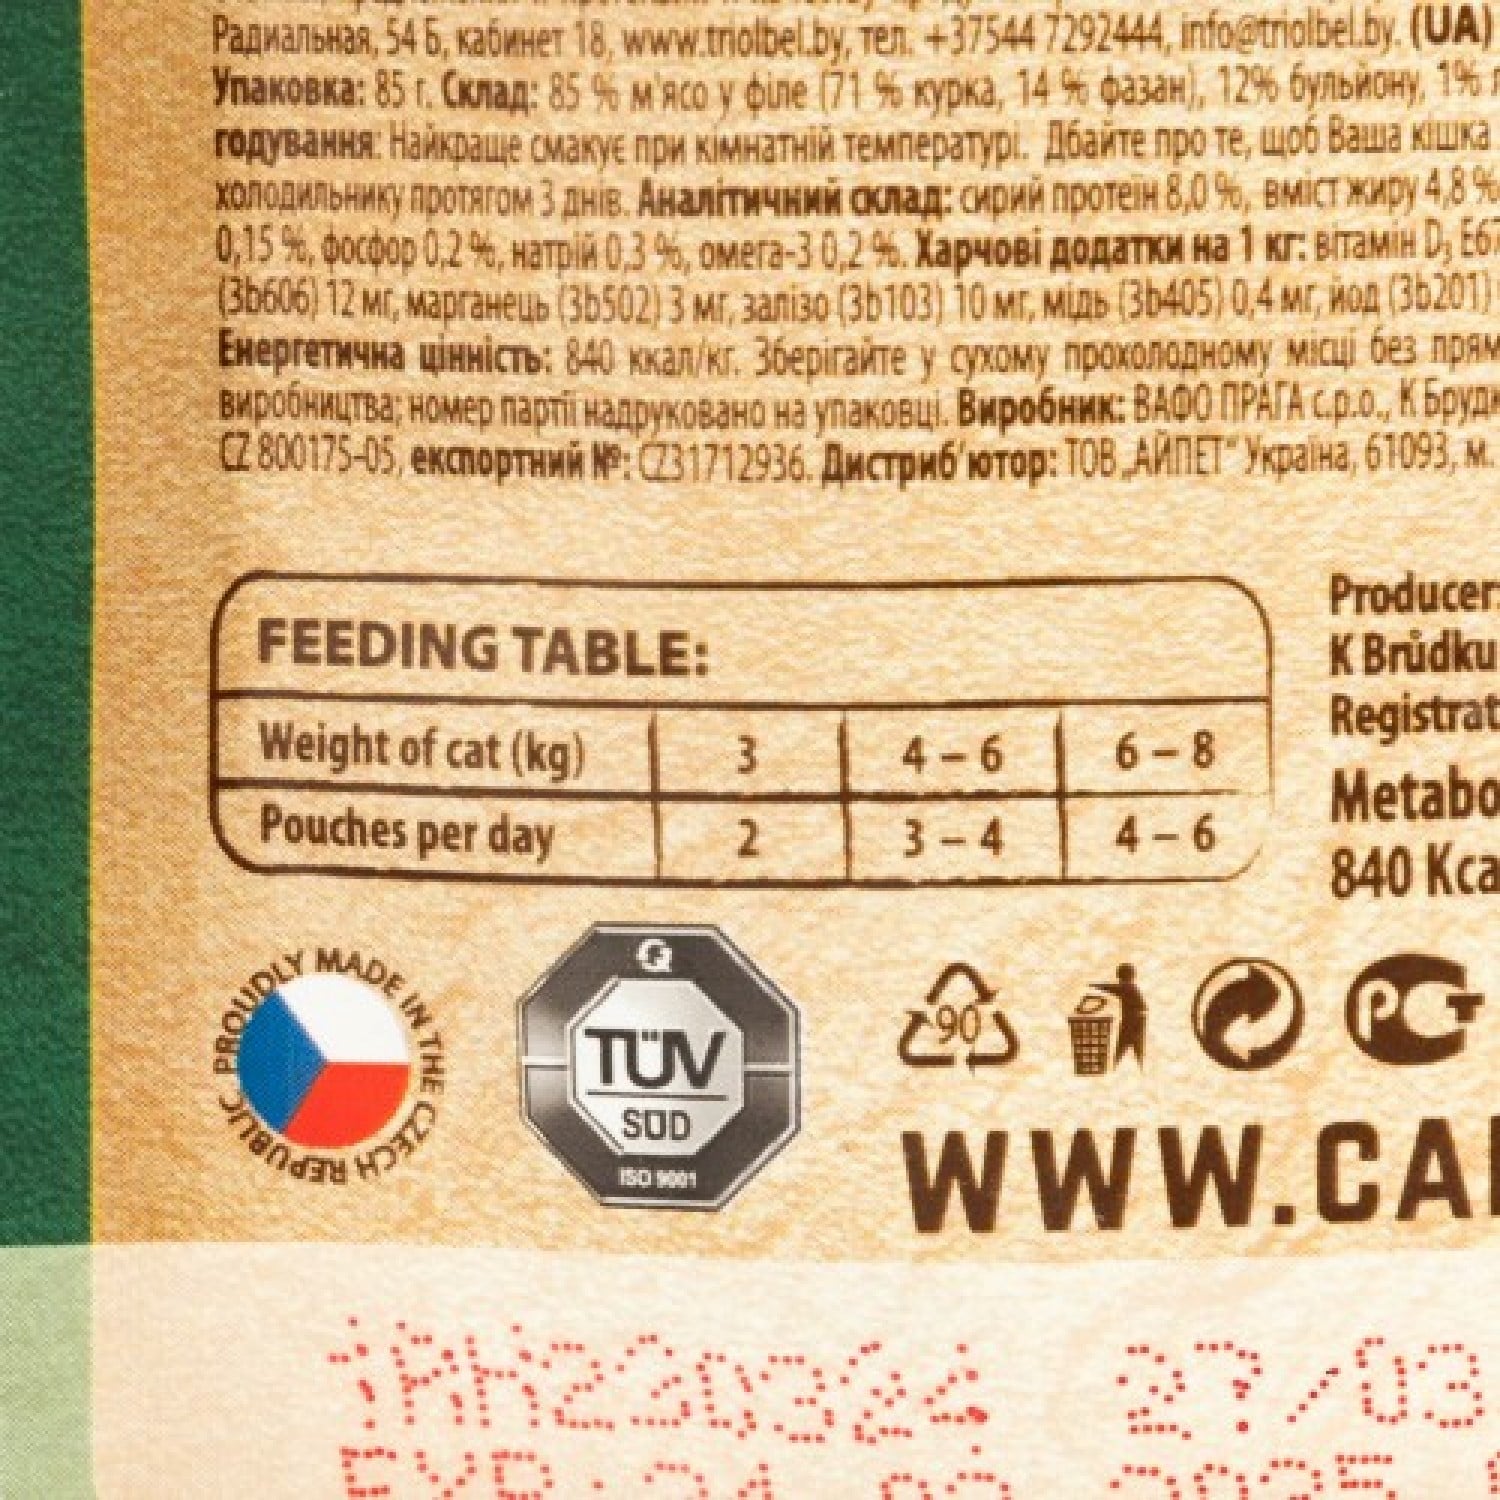 Радиальная, 54 Б, кабинет 18, www.triolbel.by, тел. +37544 7292444, info@triolbel.by. (UA)
Упаковка: 85 г. Склад: 85 % м'ясо у філе (71 % курка, 14 % фазан), 12% бульйону, 1%
годування: Найкраще смакує при кімнатній температурі. Дбайте про те, щоб Ваша кішка
холодильнику протягом 3 днів. Аналітичний склад: сирий протеїн 8,0 %, вміст жиру 4,8 %
0,15 %, фосфор 0.2 %, натрій 0,3 %, омега-3 0,2 %. Харчові додатки на 1 кг: вітамін D₃ E67
(3b606) 12 мг, марганець (3b502) 3 мг, залізо (3b103) 10 мг, мідь (3b405) 0,4 мг, йод (3b201)
Енергетична цінність: 840 ккал/кг. Зберігайте у сухому прохолодному місці без прям
виробництва; номер партії надруковано на упаковці. Виробник: ВАФО ПРАГА с.р.о., К Брудк
CZ 800175-05, експортний №: CZ31712936. Дистриб'ютор: ТОВ „АЙПЕТ“ Україна, 61093, м.
FEEDING TABLE:
Weight of cat (kg) 3 4 – 6 6 – 8
Pouches per day 2 3 – 4 4 – 6
Producer:
K Brůdku
Registrat
Metabo
840 Kca
PROUDLY MADE IN THE CZECH REPUBLIC
TÜV
SÜD
ISO 9001
90
РСТ
WWW.CA
27/03